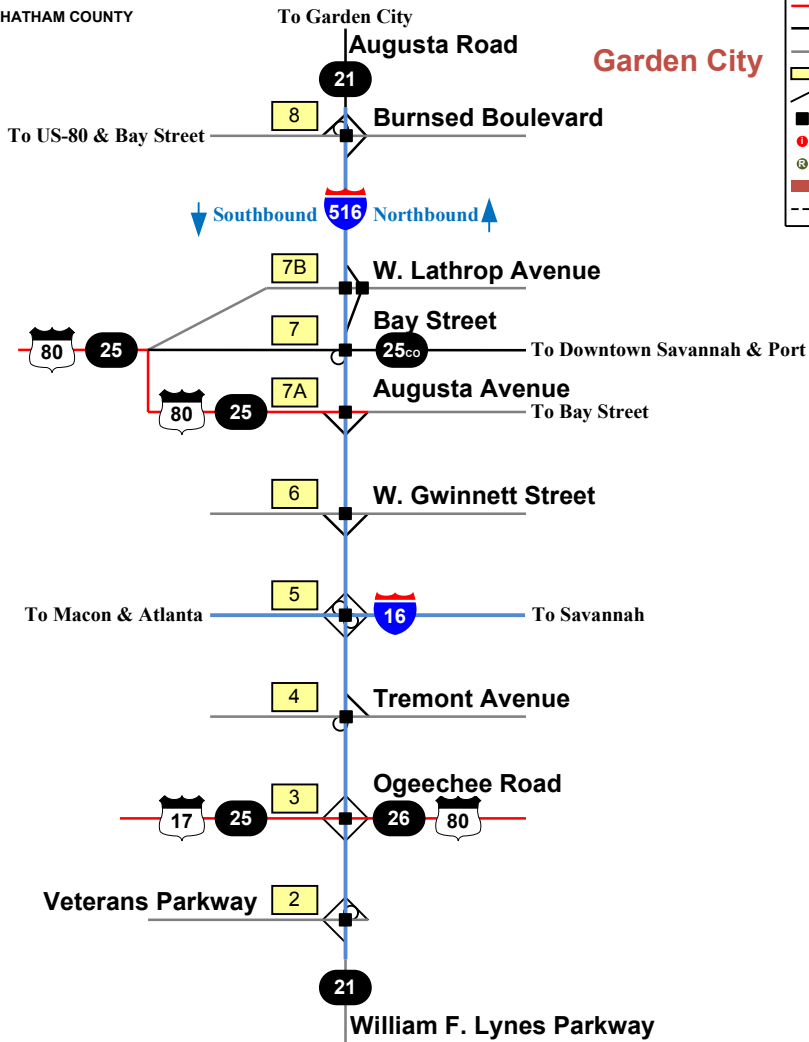 HATHAM COUNTY
To Garden City
Augusta Road
Garden City
21
8
Burnsed Boulevard
To US-80 & Bay Street
Southbound
516
Northbound
7B
W. Lathrop Avenue
Bay Street
80
25
7
25CO
To Downtown Savannah & Port
Augusta Avenue
80
25
7A
To Bay Street
6
W. Gwinnett Street
5
To Macon & Atlanta
16
To Savannah
4
Tremont Avenue
Ogeechee Road
17
25
3
26
80
Veterans Parkway
2
21
William F. Lynes Parkway
i
R